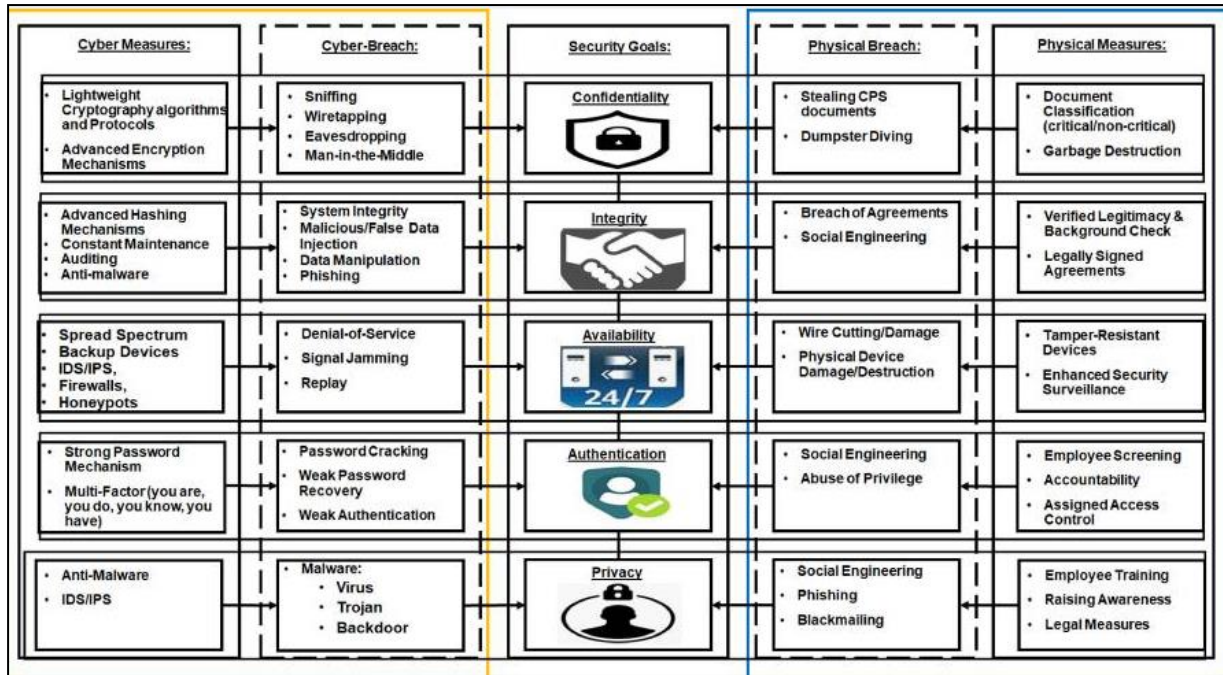 Cyber Measures:
Cyber-Breach:
Security Goals:
Physical Breach:
Physical Measures:
• Lightweight
Cryptography algorithms
and Protocols
• Advanced Encryption
Mechanisms
• Sniffing
• Wiretapping
• Eavesdropping
• Man-in-the-Middle
Confidentiality
• Stealing CPS
documents
• Dumpster Diving
• Document
Classification
(critical/non-critical)
• Garbage Destruction
• Advanced Hashing
Mechanisms
• Constant Maintenance
• Auditing
• Anti-malware
• System Integrity
• Malicious/False Data
Injection
• Data Manipulation
• Phishing
Integrity
• Breach of Agreements
• Social Engineering
• Verified Legitimacy &
Background Check
• Legally Signed
Agreements
• Spread Spectrum
• Backup Devices
• IDS/IPS,
• Firewalls,
• Honeypots
• Denial-of-Service
• Signal Jamming
• Replay
Availability
24/7
• Wire Cutting/Damage
• Physical Device
Damage/Destruction
• Tamper-Resistant
Devices
• Enhanced Security
Surveillance
• Strong Password
Mechanism
• Multi-Factor (you are,
you do, you know, you
have)
• Password Cracking
• Weak Password
Recovery
• Weak Authentication
Authentication
• Social Engineering
• Abuse of Privilege
• Employee Screening
• Accountability
• Assigned Access
Control
• Anti-Malware
• IDS/IPS
• Malware:
• Virus
• Trojan
• Backdoor
Privacy
• Social Engineering
• Phishing
• Blackmailing
• Employee Training
• Raising Awareness
• Legal Measures